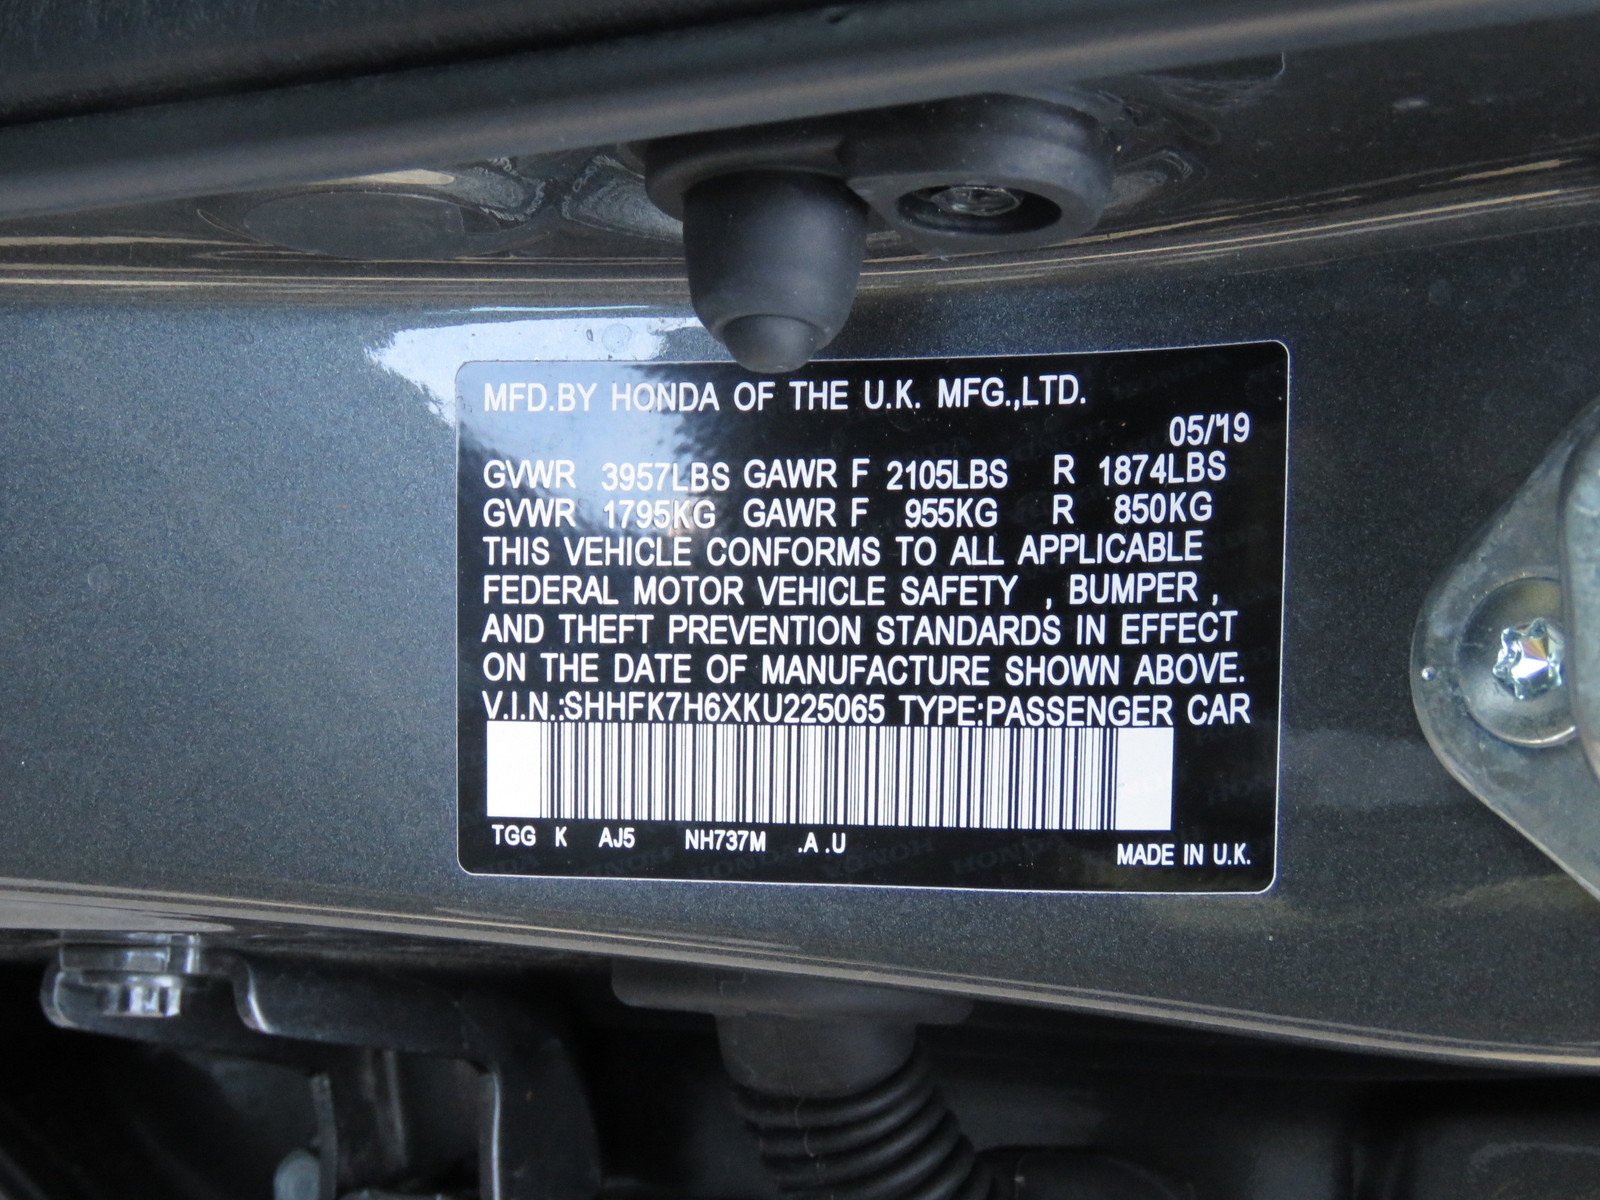 MFD.BY HONDA OF THE U.K. MFG.,LTD.
05/'19
GVWR 3957LBS GAWR F 2105LBS R 1874LBS
GVWR 1795KG GAWR F 955KG R 850KG
THIS VEHICLE CONFORMS TO ALL APPLICABLE
FEDERAL MOTOR VEHICLE SAFETY , BUMPER ,
AND THEFT PREVENTION STANDARDS IN EFFECT
ON THE DATE OF MANUFACTURE SHOWN ABOVE.
V.I.N.:SHHFK7H6XKU225065 TYPE:PASSENGER CAR
TGG K AJ5 NH737M .A .U
MADE IN U.K.